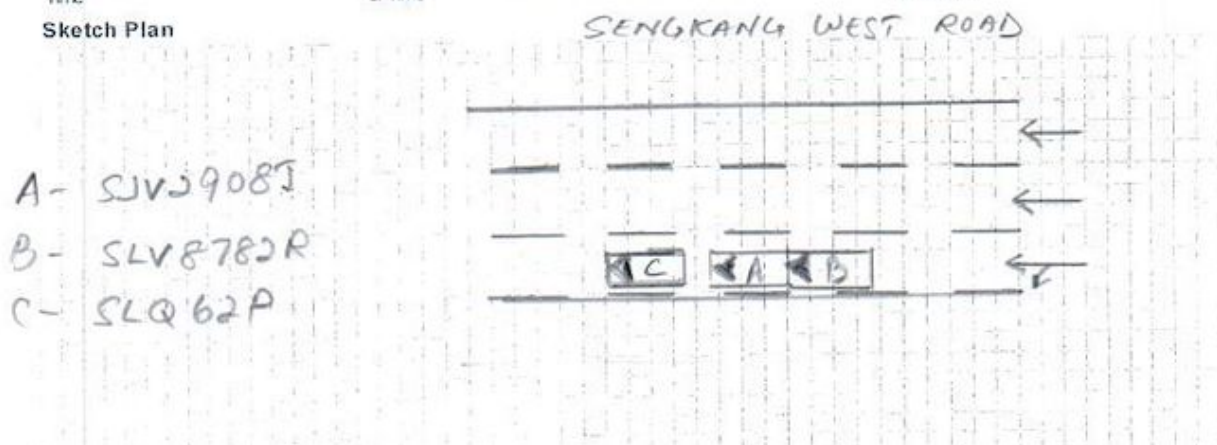 Sketch Plan
SENGKANG WEST ROAD
A- SJV2908J
B- SLV8782R
C- SLQ62P
C A B